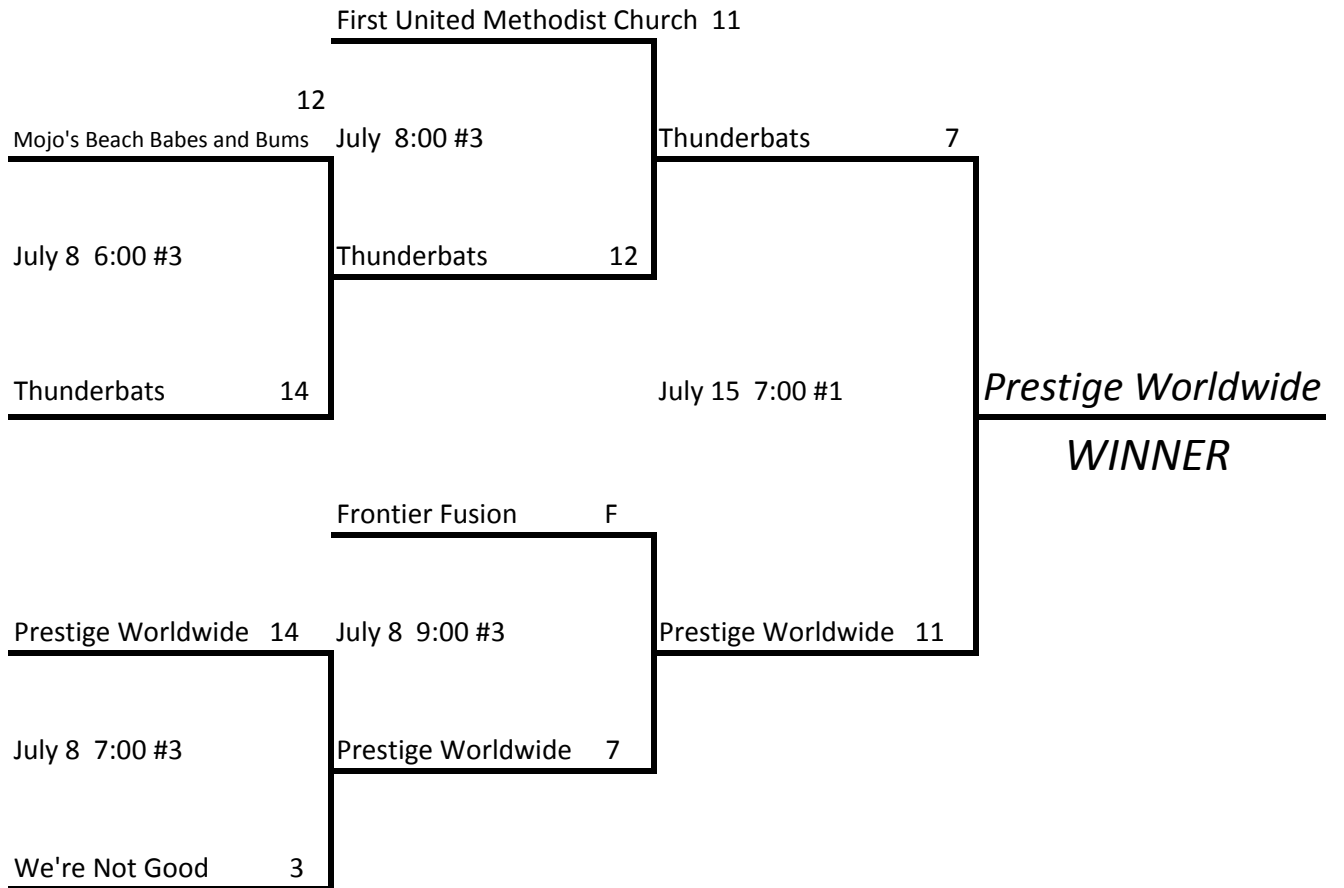 First United Methodist Church 11
12
Mojo's Beach Babes and Bums July 8:00 #3 Thunderbats 7
July 8 6:00 #3 Thunderbats 12
Thunderbats 14 July 15 7:00 #1 Prestige Worldwide
WINNER
Frontier Fusion F
Prestige Worldwide 14 July 8 9:00 #3 Prestige Worldwide 11
July 8 7:00 #3 Prestige Worldwide 7
We're Not Good 3